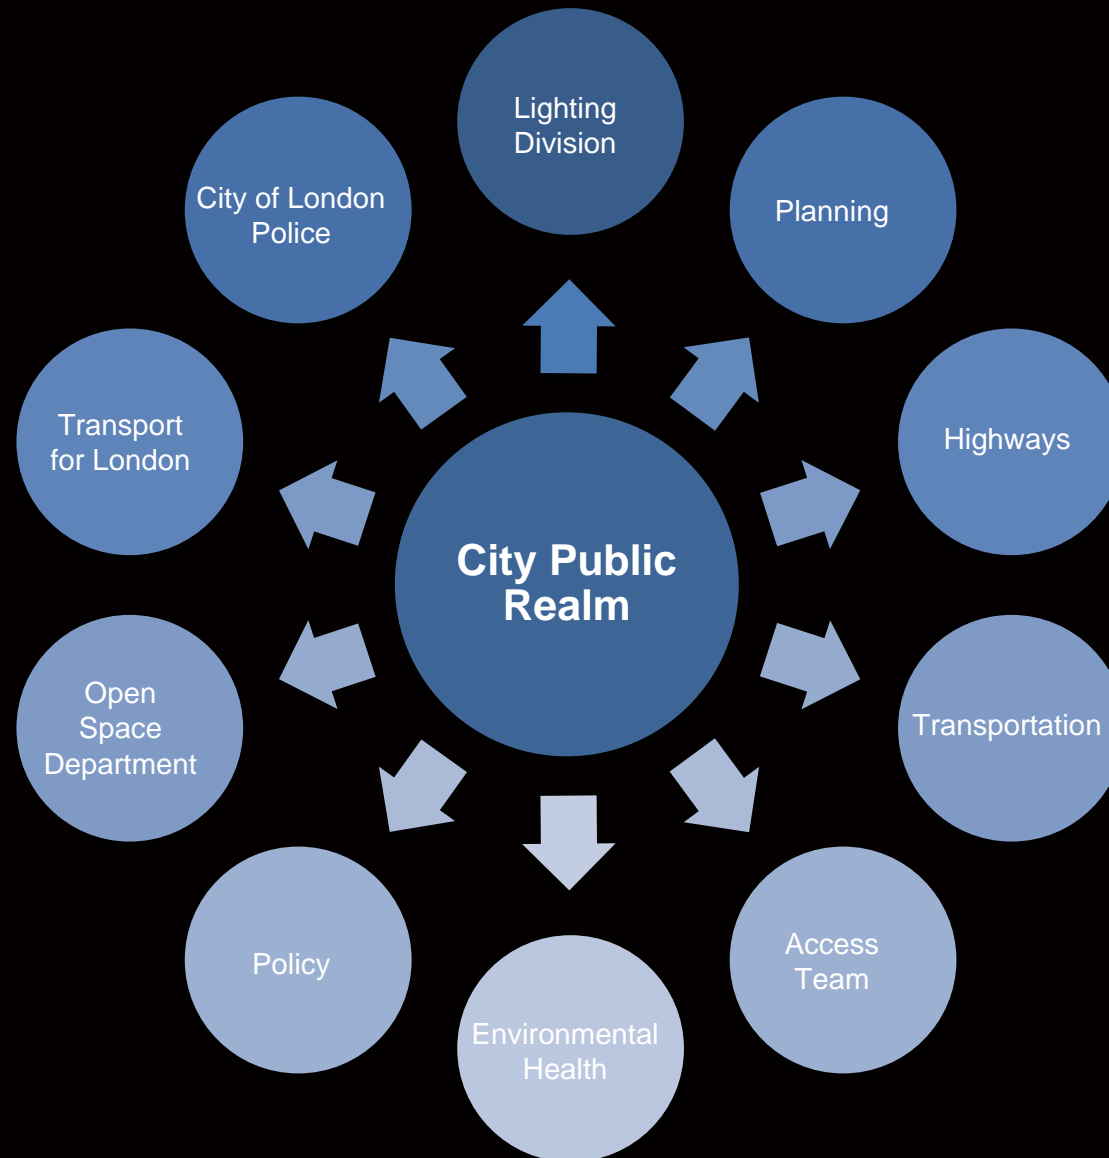 Lighting
Division
City of London
Police
Planning
Transport
for London
Highways
City Public
Realm
Open
Space
Department
Transportation
Policy
Access
Team
Environmental
Health